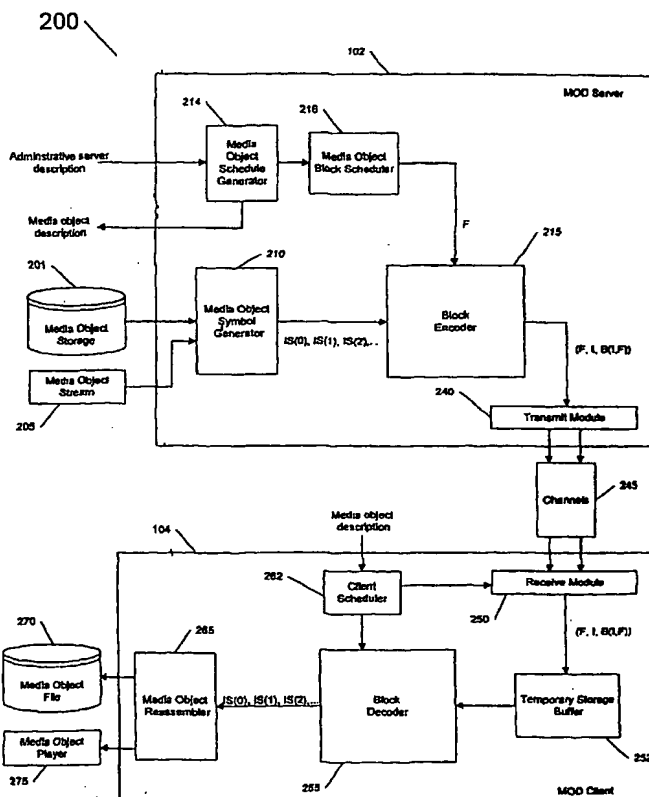 200
102
MOD Server
214
216
Media
Object
Schedule
Generator
Media Object
Block Scheduler
Adminstrative server
description
Media object
description
F
201
210
215
Media Object
Storage
Media Object
Symbol
Generator
IS(0), IS(1), IS(2),...
Block
Encoder
Media Object
Stream
205
(F, I, B(I,F))
240
Transmit Module
Channels
245
Media object
description
104
262
Client
Scheduler
Receive Module
250
270
265
(F, I, B(I,F))
Media Object
File
Media Object
Reassembler
IS(0), IS(1), IS(2),...
Block
Decoder
Temporary Storage
Buffer
Media Object
Player
275
255
252
MOD Client